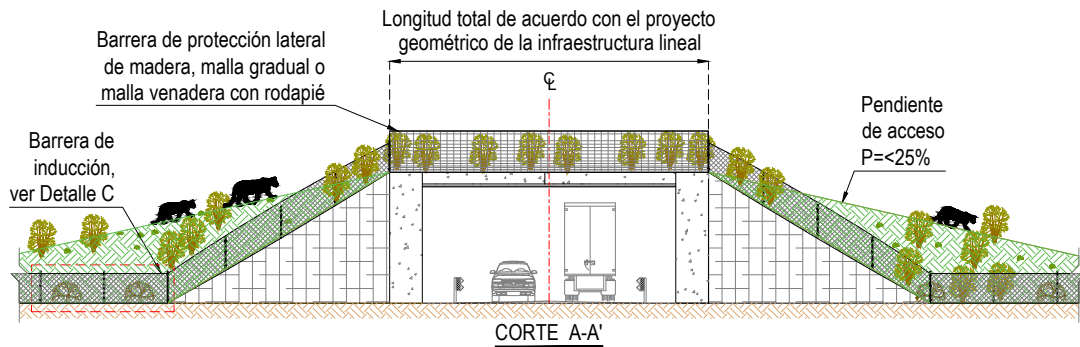 Longitud total de acuerdo con el proyecto
geométrico de la infraestructura lineal
Barrera de protección lateral
de madera, malla gradual o
malla venadera con rodapié
Barrera de
inducción,
ver Detalle C
Pendiente
de acceso
P=<25%
CORTE A-A'